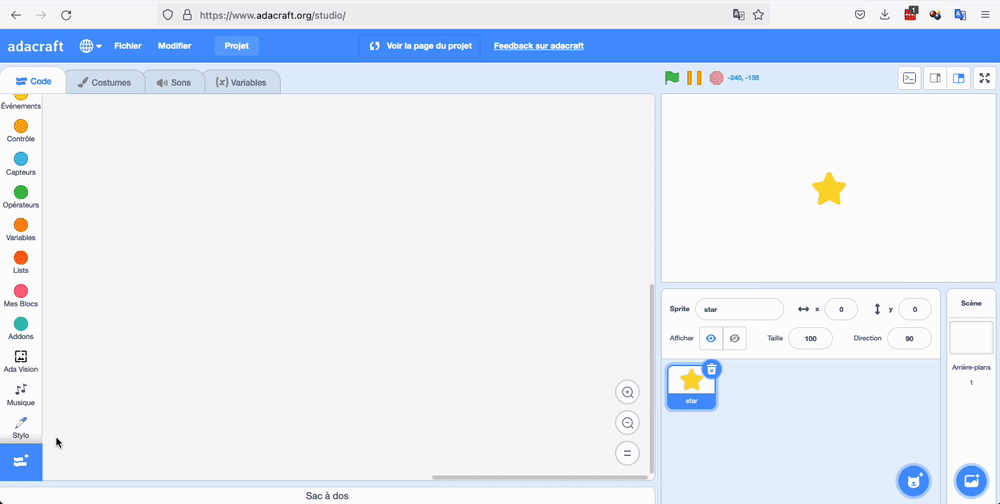 https://www.adacraft.org/studio/
1
adacraft
Fichier
Modifier
Projet
Voir la page du projet
Feedback sur adacraft
Code
Costumes
Sons
(x) Variables
-240, -135
Événements
Contrôle
Capteurs
Opérateurs
Variables
Lists
Mes Blocs
Addons
Ada Vision
Musique
Stylo
Sprite
star
x
0
y
0
Afficher
Taille
100
Direction
90
star
Scène
Arrière-plans
1
Sac à dos